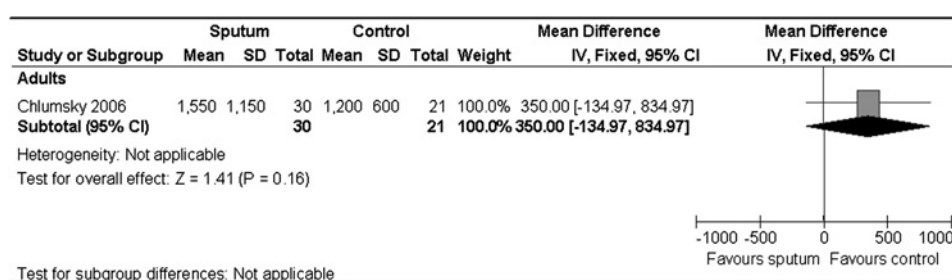 Sputum Control Mean Difference Mean Difference
Study or Subgroup Mean SD Total Mean SD Total Weight IV, Fixed, 95% CI IV, Fixed, 95% CI
Adults
Chlumsky 2006 1,550 1,150 30 1,200 600 21 100.0% 350.00 [-134.97, 834.97]
Subtotal (95% CI) 30 21 100.0% 350.00 [-134.97, 834.97]
Heterogeneity: Not applicable
Test for overall effect: Z = 1.41 (P = 0.16)
-1000 -500 0 500 1000
Favours sputum Favours control
Test for subgroup differences: Not applicable